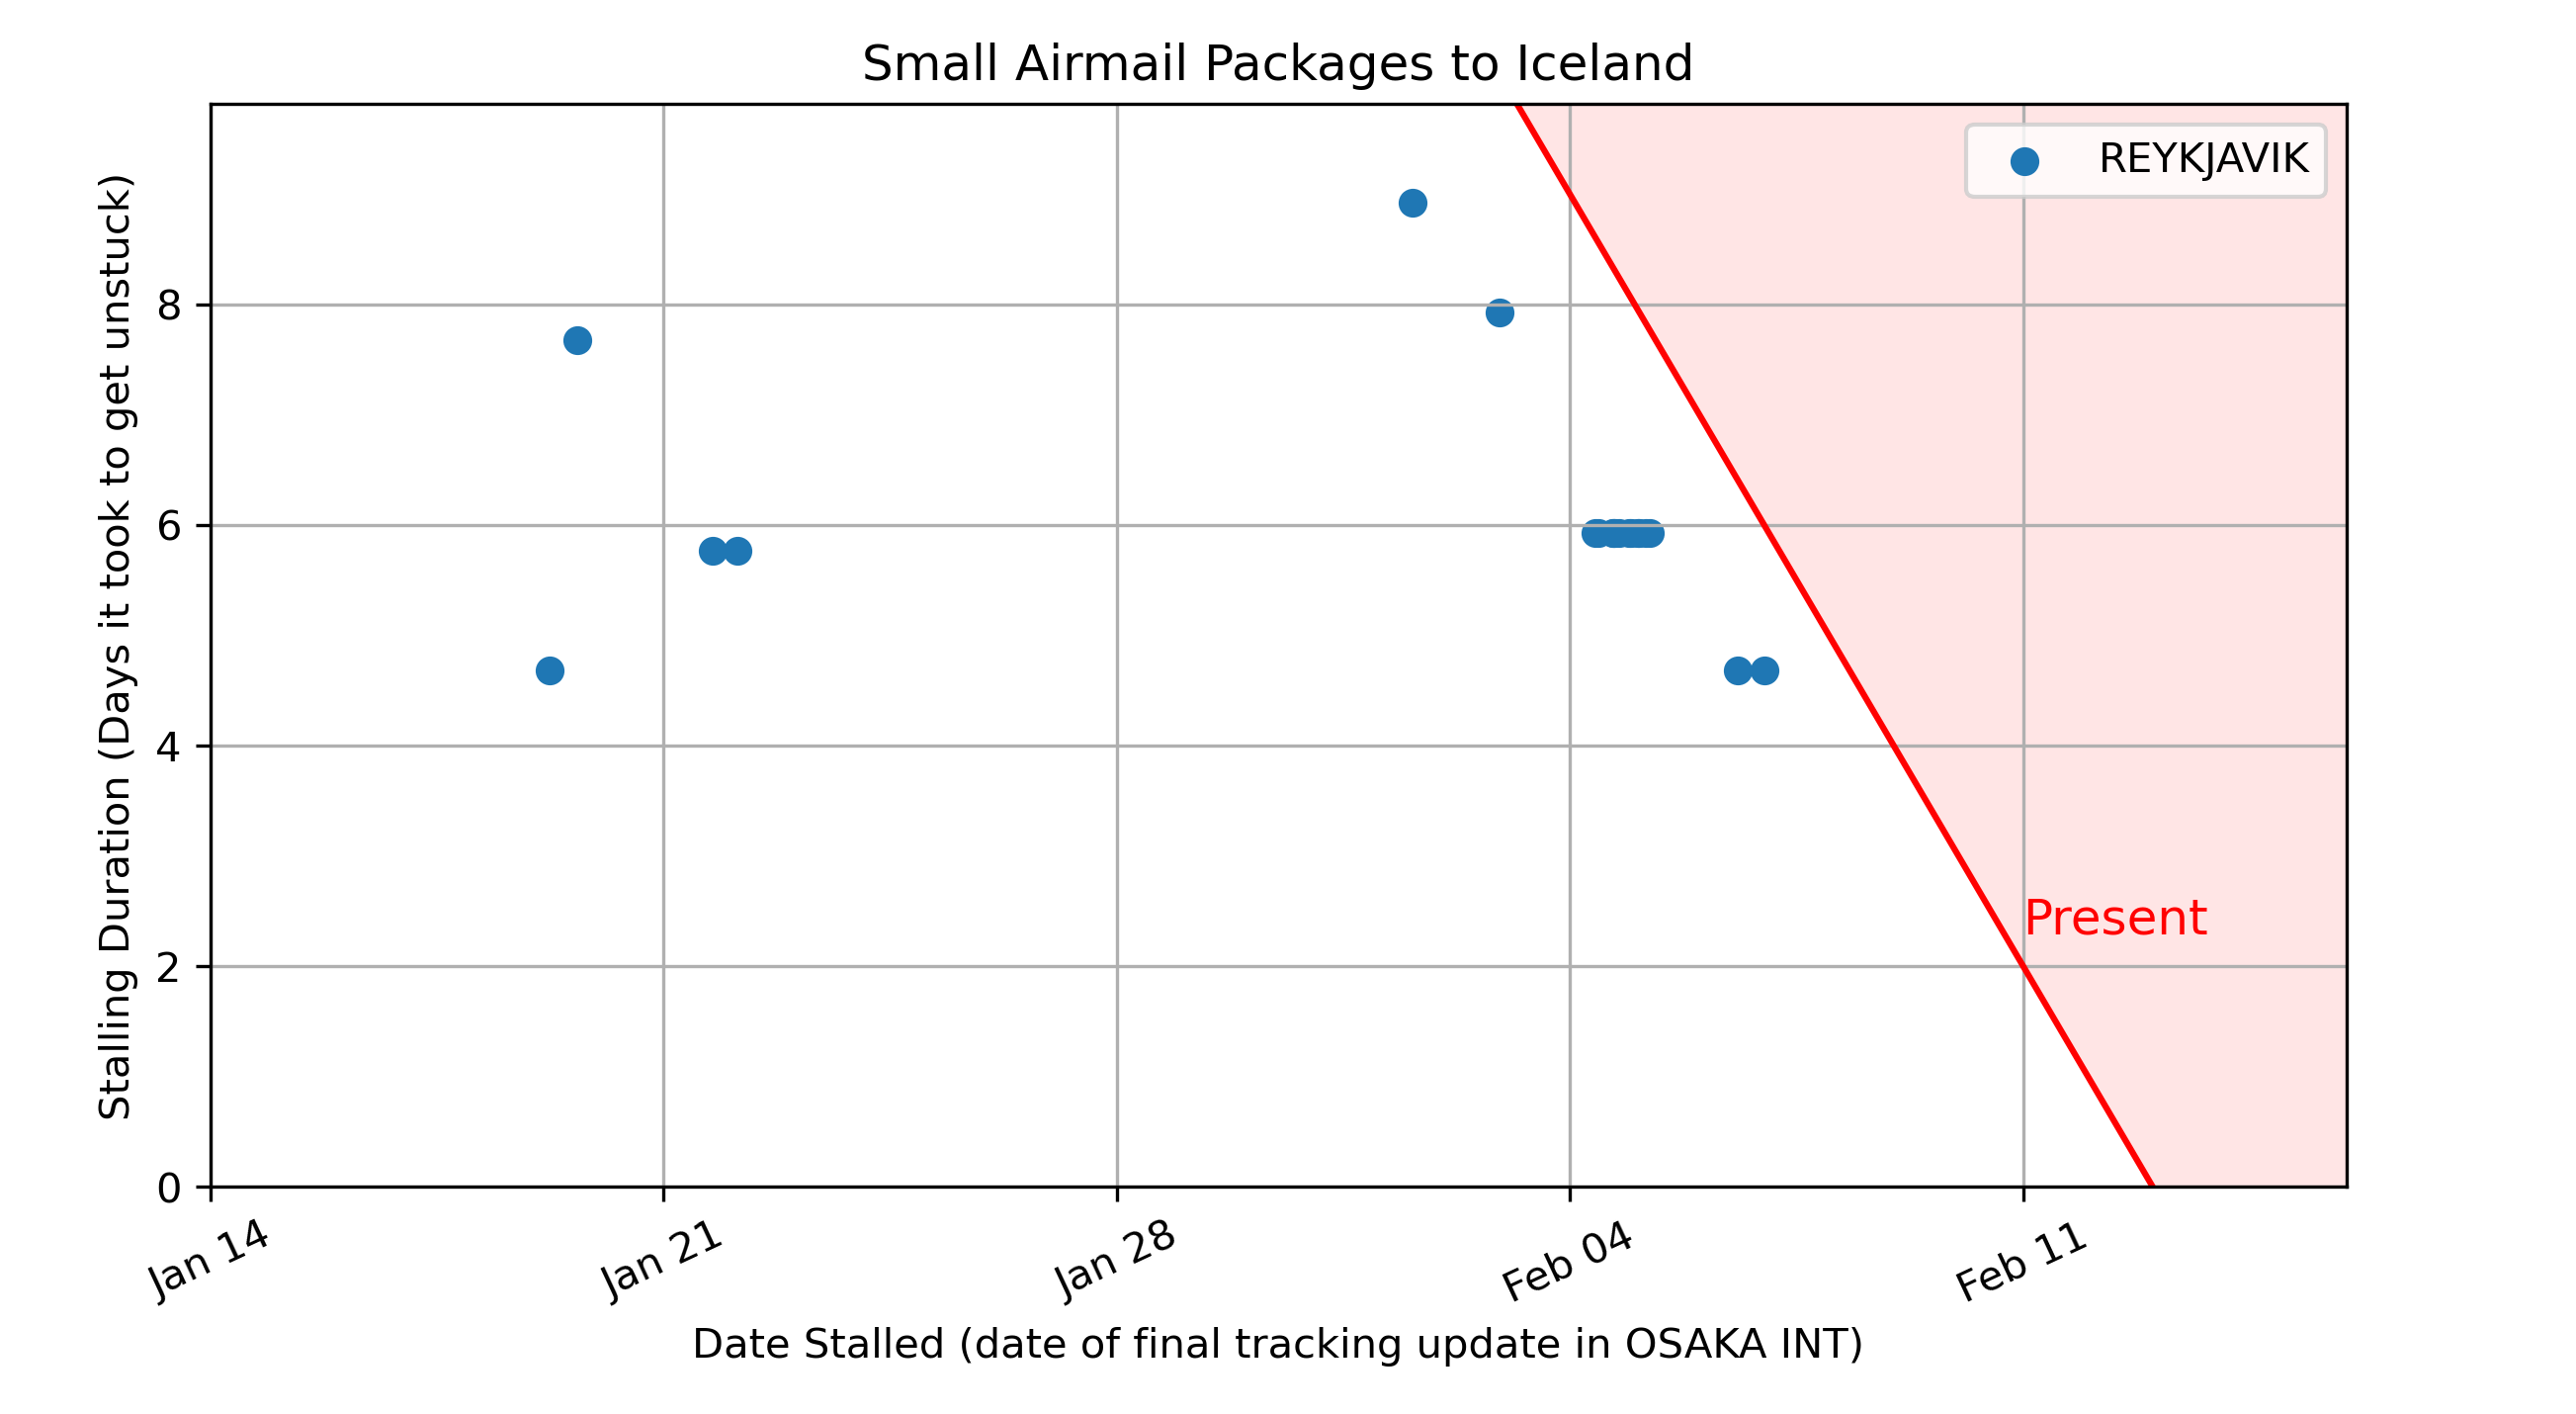 Small Airmail Packages to Iceland
REYKJAVIK
Stalling Duration (Days it took to get unstuck)
8
6
4
2
0
Present
Jan 14
Jan 21
Jan 28
Feb 04
Feb 11
Date Stalled (date of final tracking update in OSAKA INT)